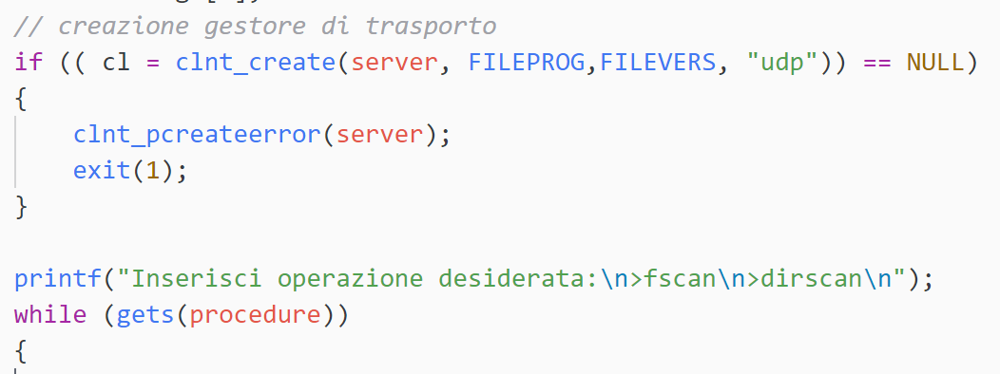 // creazione gestore di trasporto
if (( cl = clnt_create(server, FILEPROG,FILEVERS, "udp")) == NULL)
{
    clnt_pcreateerror(server);
    exit(1);
}
printf("Inserisci operazione desiderata:\n>fscan\n>dirscan\n");
while (gets(procedure))
{